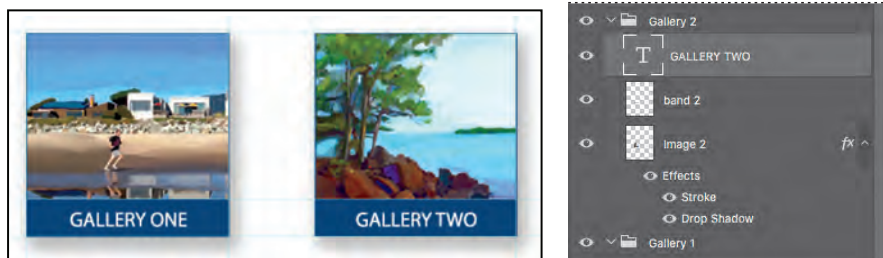 GALLERY ONE
GALLERY TWO
Gallery 2
T GALLERY TWO
band 2
Image 2 fx
Effects
Stroke
Drop Shadow
Gallery 1